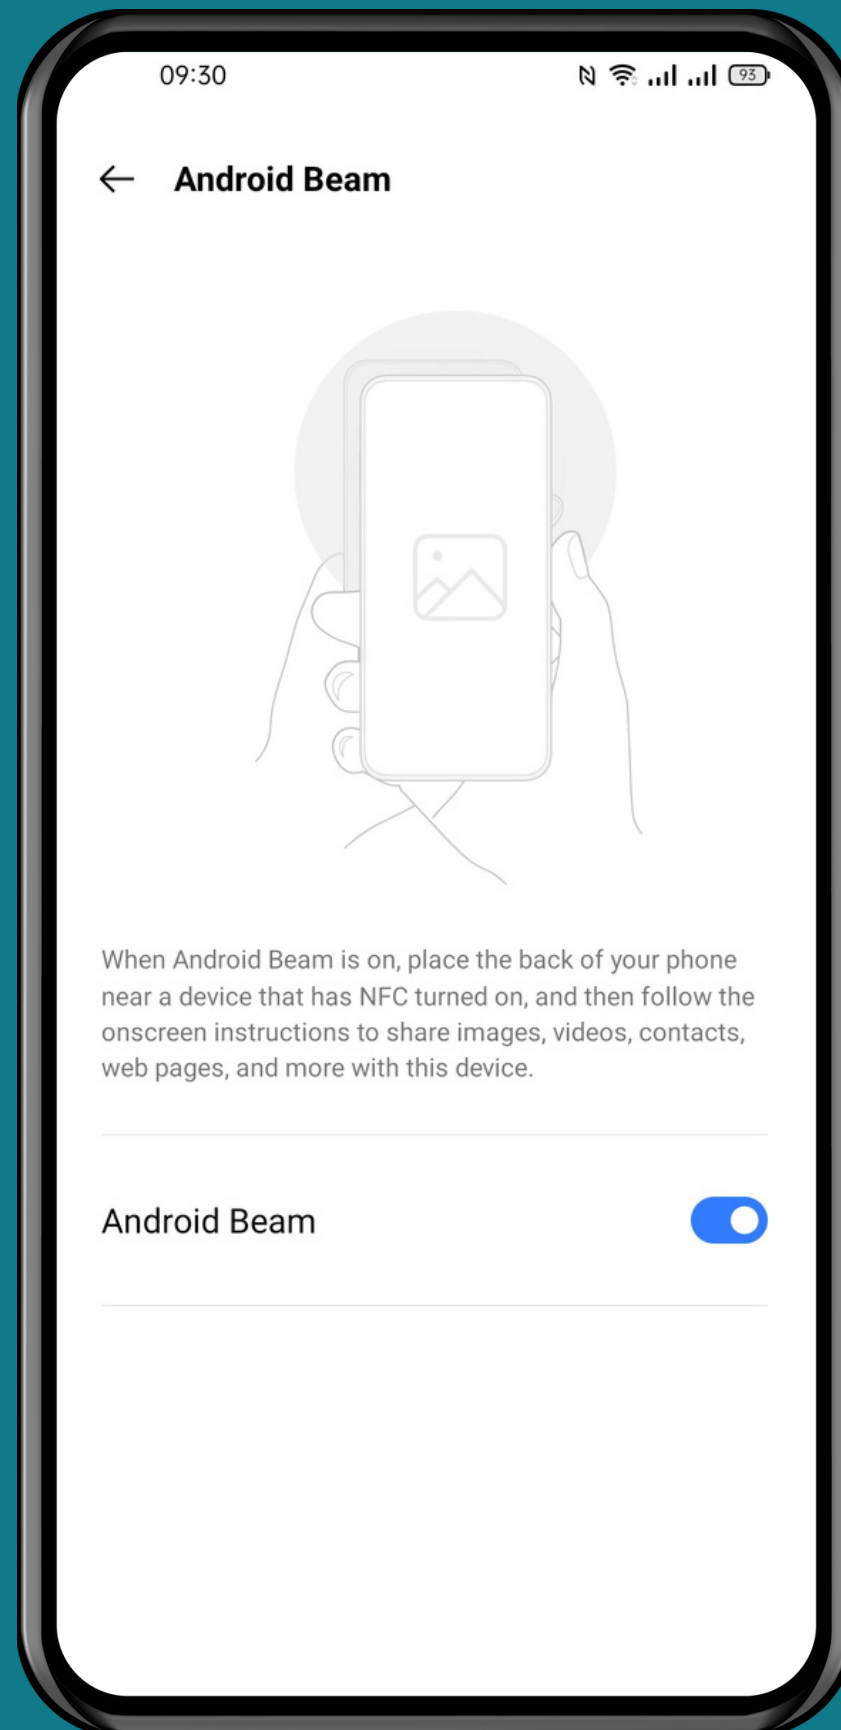 09:30
93
Android Beam
When Android Beam is on, place the back of your phone
near a device that has NFC turned on, and then follow the
onscreen instructions to share images, videos, contacts,
web pages, and more with this device.
Android Beam